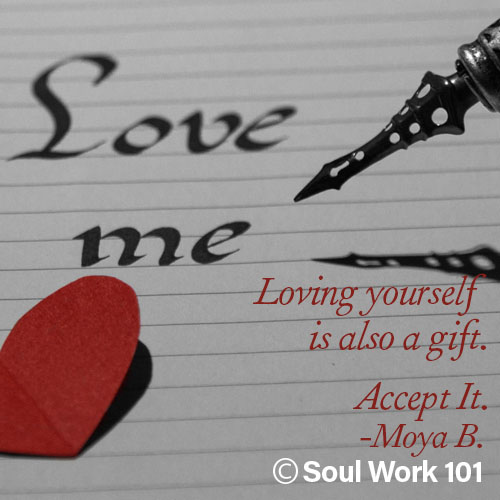 Love
me
Loving yourself
is also a gift.
Accept It.
-Moya B.
© Soul Work 101